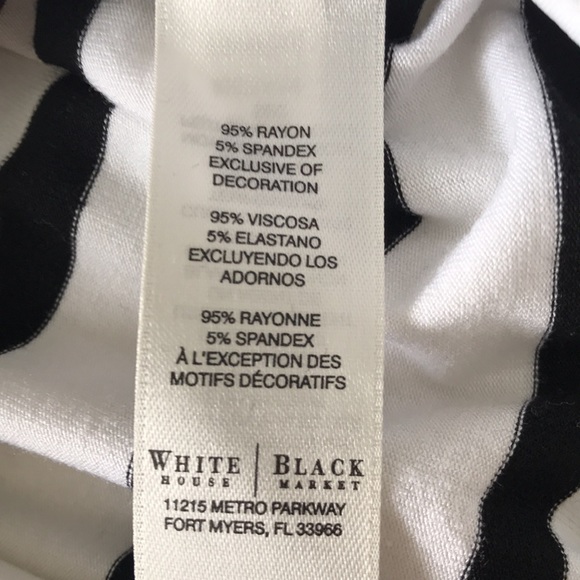 95% RAYON
5% SPANDEX
EXCLUSIVE OF
DECORATION
95% VISCOSA
5% ELASTANO
EXCLUYENDO LOS
ADORNOS
95% RAYONNE
5% SPANDEX
À L'EXCEPTION DES
MOTIFS DÉCORATIFS
WHITE | BLACK
HOUSE | MARKET
11215 METRO PARKWAY
FORT MYERS, FL 33966